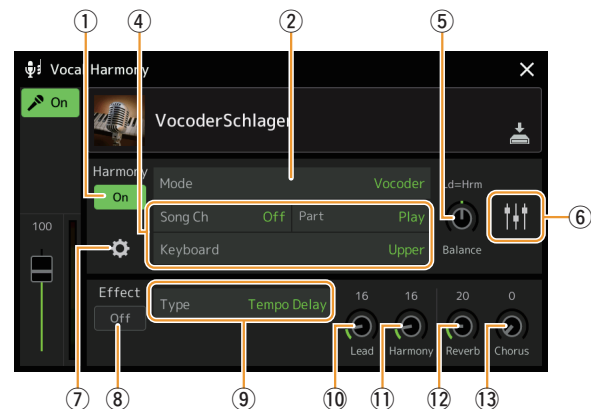 ① ④ ② ⑤
Vocal Harmony
On
VocoderSchlager
Harmony
On
Mode Vocoder
Ld=Hrm
Song Ch Off Part Play
Keyboard Upper
Balance
⑥
100
Effect
Off
Type Tempo Delay
16 16 20 0
Lead Harmony Reverb Chorus
⑦ ⑧ ⑨ ⑩ ⑪ ⑫ ⑬